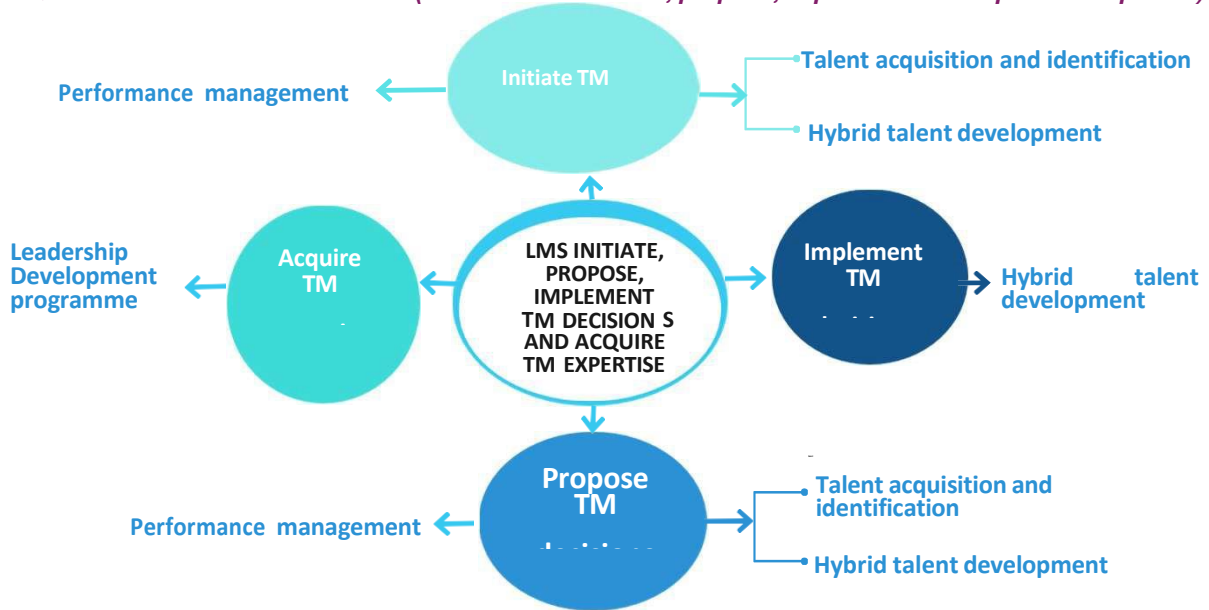 Initiate TM
Performance management
Talent acquisition and identification
Hybrid talent development
Leadership
Development
programme
Acquire
TM
LMS INITIATE,
PROPOSE,
IMPLEMENT
TM DECISION S
AND ACQUIRE
TM EXPERTISE
Implement
TM
Hybrid talent
development
Propose
TM
Performance management
Talent acquisition and
identification
Hybrid talent development